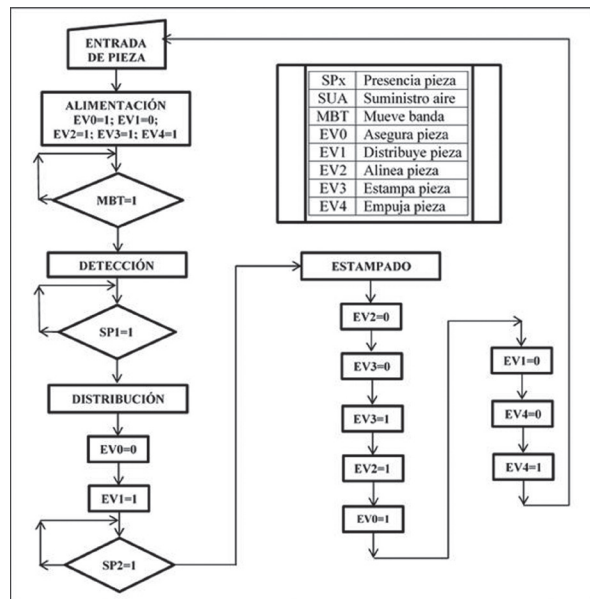 ENTRADA
DE PIEZA
ALIMENTACIÓN
EV0=1; EV1=0;
EV2=1; EV3=1; EV4=1
MBT=1
DETECCIÓN
SP1=1
DISTRIBUCIÓN
EV0=0
EV1=1
SP2=1
SPx Presencia pieza
SUA Suministro aire
MBT Mueve banda
EV0 Asegura pieza
EV1 Distribuye pieza
EV2 Alinea pieza
EV3 Estampa pieza
EV4 Empuja pieza
ESTAMPADO
EV2=0
EV3=0
EV3=1
EV2=1
EV0=1
EV1=0
EV4=0
EV4=1